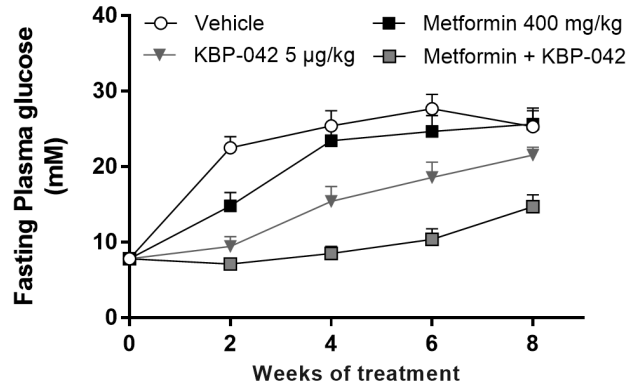 Vehicle
Metformin 400 mg/kg
KBP-042 5 µg/kg
Metformin + KBP-042
Fasting Plasma glucose
(mM)
40
30
20
10
0
0 2 4 6 8
Weeks of treatment